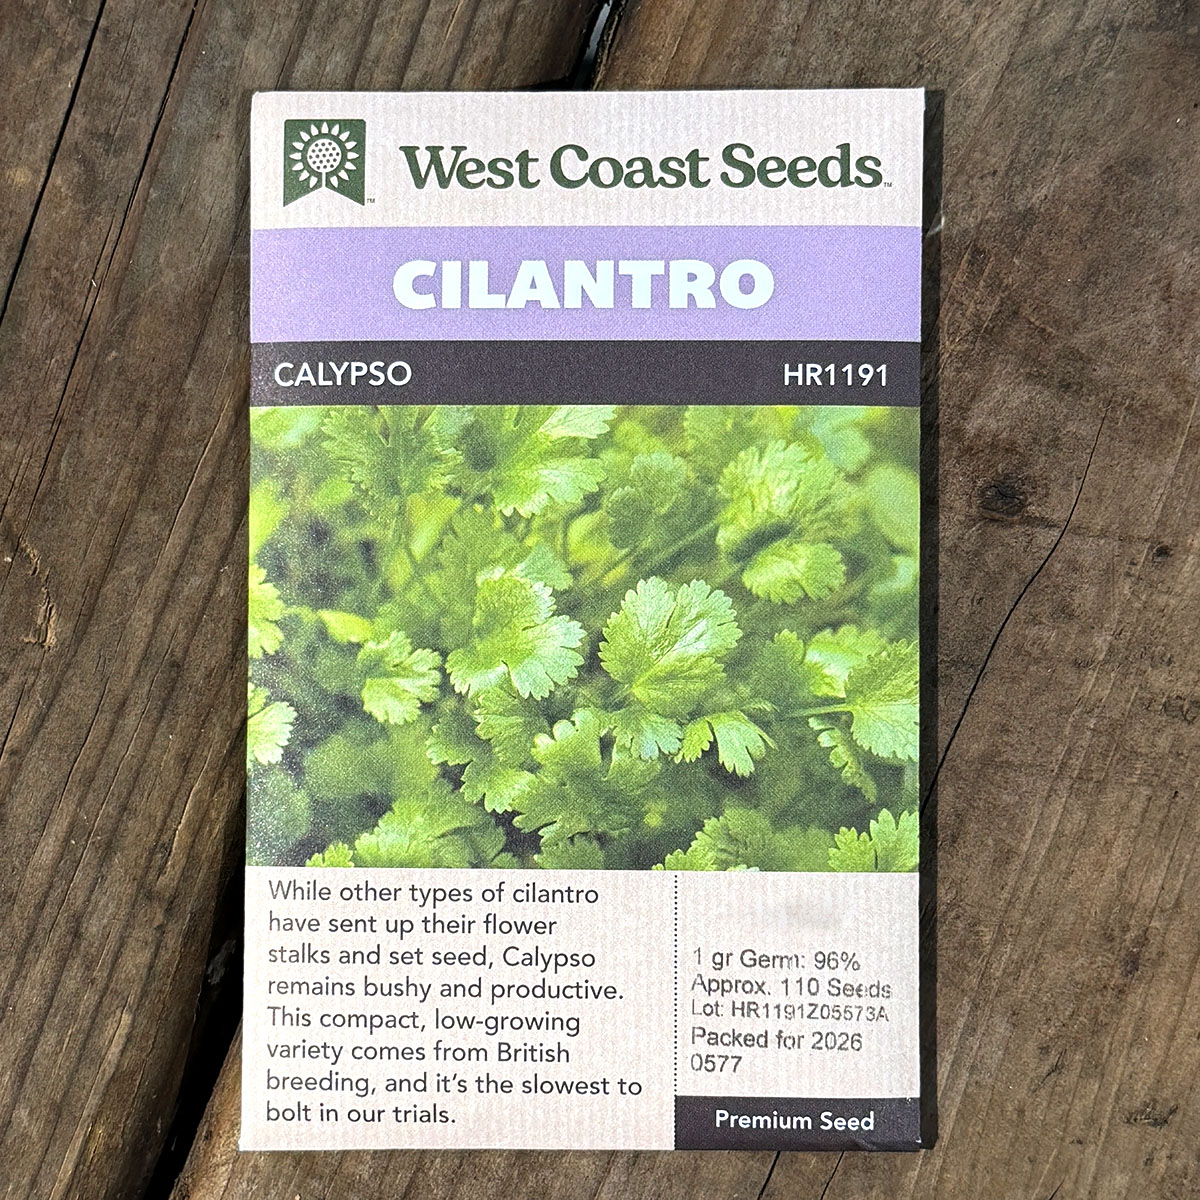 West Coast Seeds™
CILANTRO
CALYPSO HR1191
While other types of cilantro
have sent up their flower
stalks and set seed, Calypso
remains bushy and productive.
This compact, low-growing
variety comes from British
breeding, and it's the slowest to
bolt in our trials.
1 gr Germ: 96%
Approx. 110 Seeds
Lot: HR1191Z05573A
Packed for 2026
0577
Premium Seed